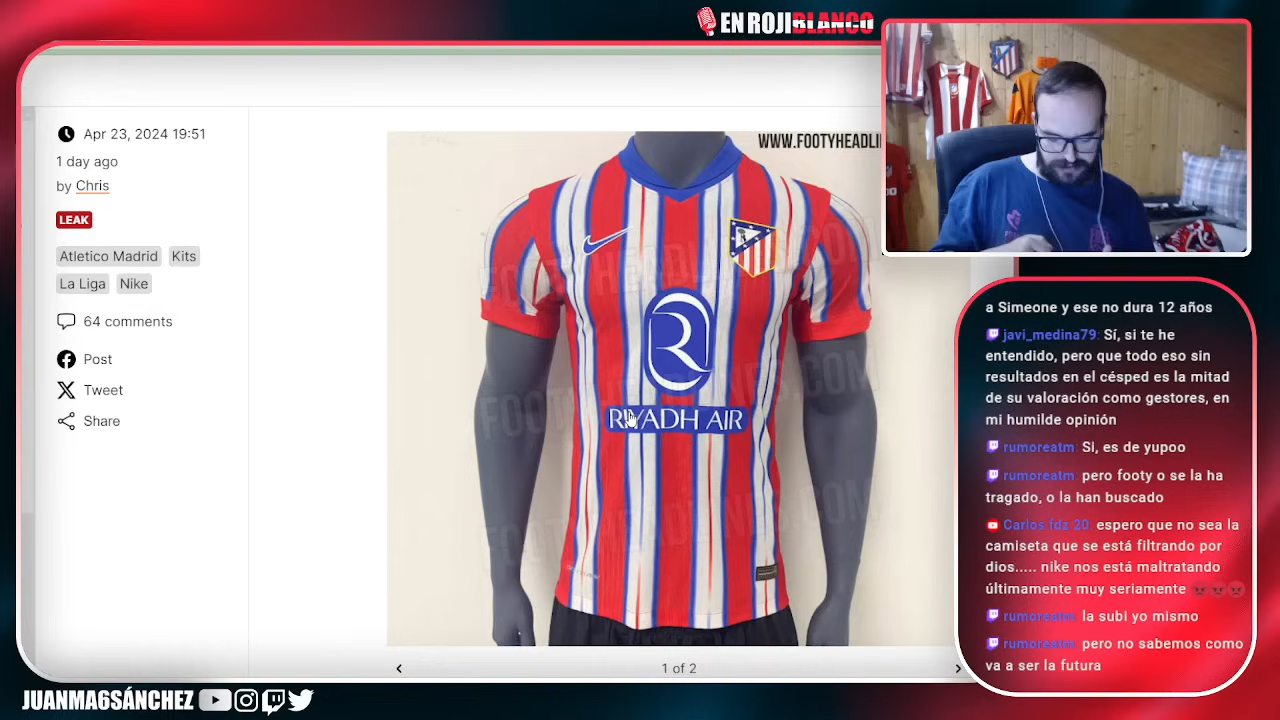 EN ROJIBLANCO
Apr 23, 2024 19:51
1 day ago
by Chris
LEAK
Atletico Madrid
Kits
La Liga
Nike
64 comments
Post
Tweet
Share
WWW.FOOTYHEADLI
FOOTYHEADLINES.COM
RIYADH AIR
FOOTYHEADLINES.COM
FOOTYHEADLINES.COM
1 of 2
a Simeone y ese no dura 12 años
javi_medina79: Sí, si te he
entendido, pero que todo eso sin
resultados en el césped es la mitad
de su valoración como gestores, en
mi humilde opinión
rumoreatm: Si, es de yupoo
rumoreatm: pero footy o se la ha
tragado, o la han buscado
Carlos fdz 20: espero que no sea la
camiseta que se está filtrando por
dios..... nike nos está maltratando
últimamente muy seriamente
rumoreatm: la subi yo mismo
rumoreatm: pero no sabemos como
va a ser la futura
JUANMA6SÁNCHEZ